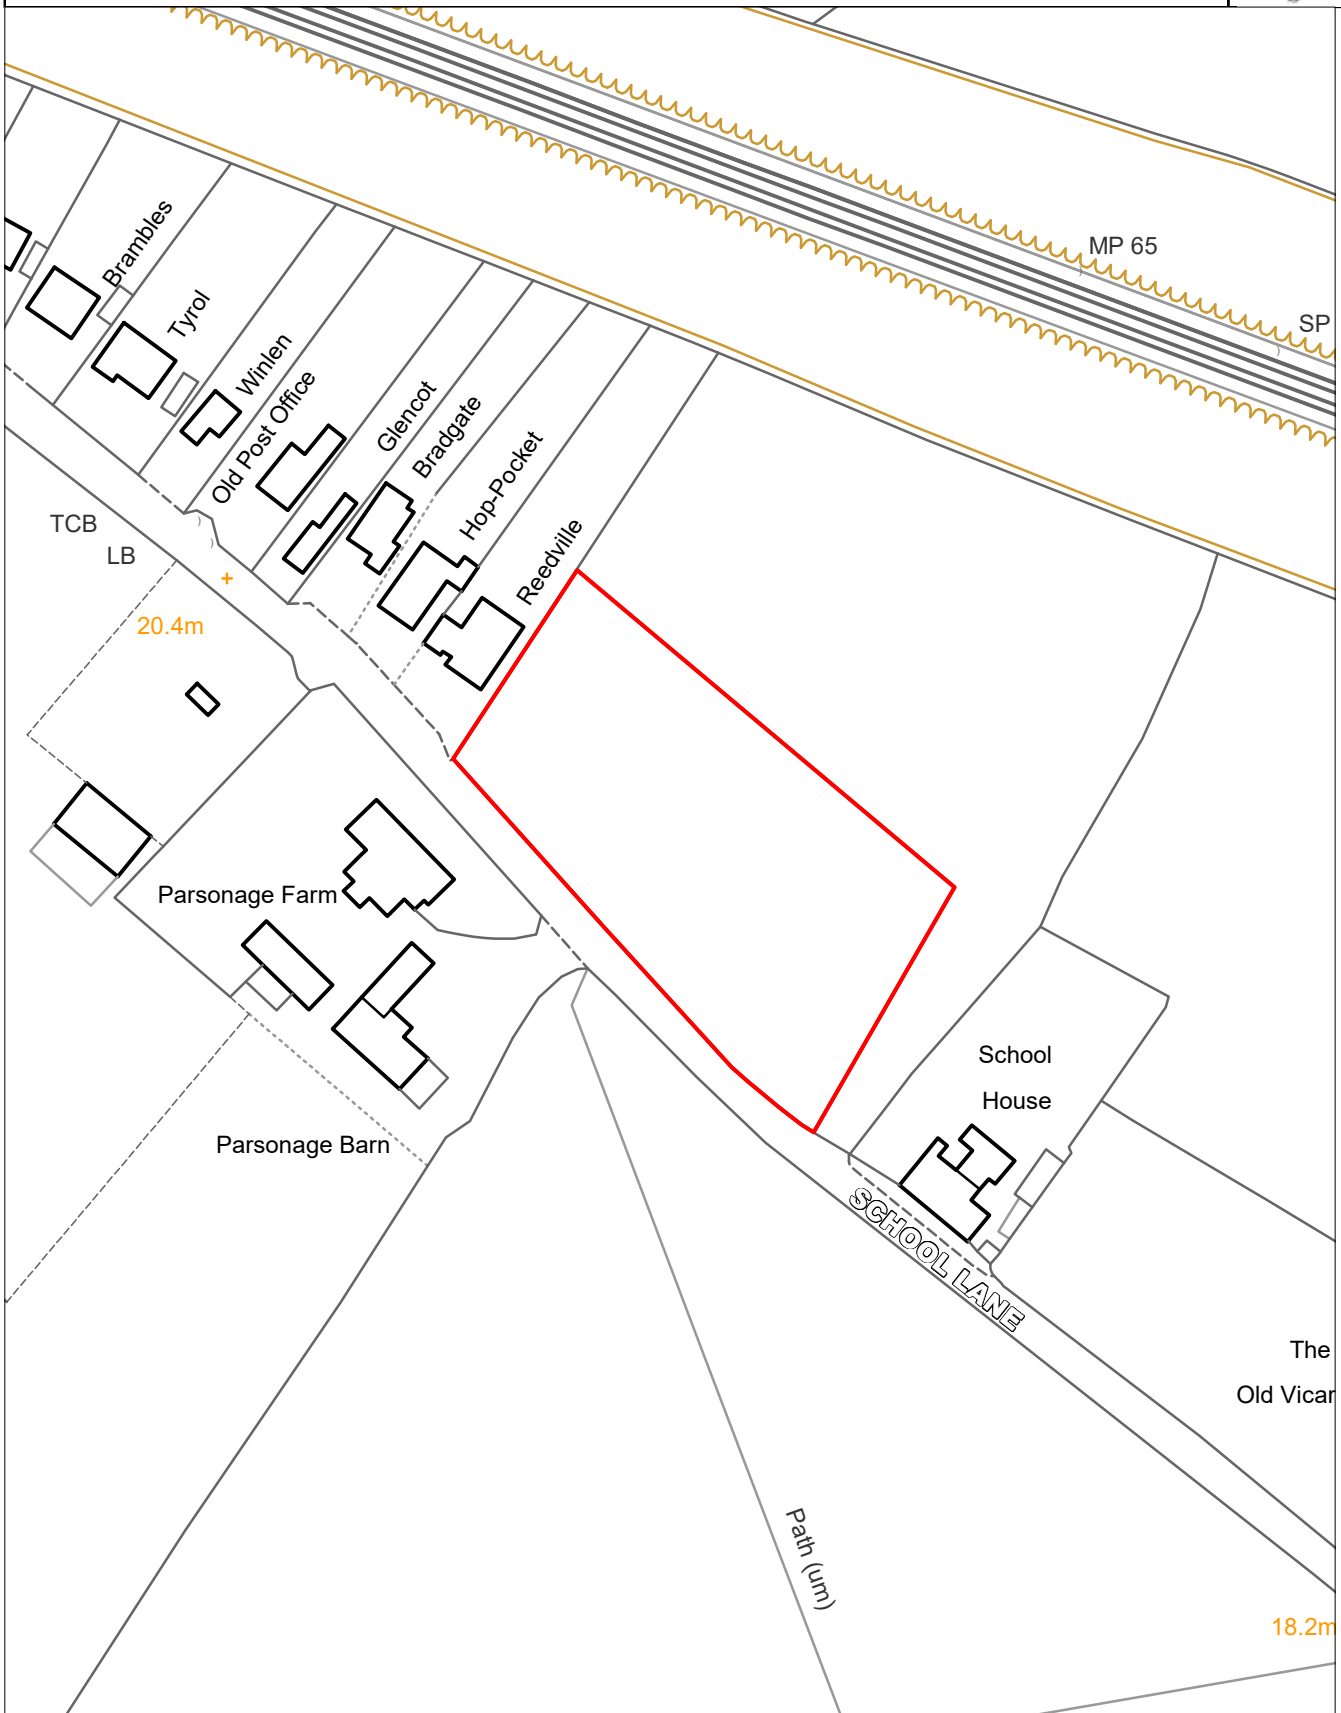 MP 65
SP
Brambles
Tyrol
Winlen
Old Post Office
Glencot
Bradgate
Hop-Pocket
Reedville
TCB
LB
20.4m
Parsonage Farm
School
House
Parsonage Barn
SCHOOL LANE
The
Old Vicar
Path (um)
18.2m